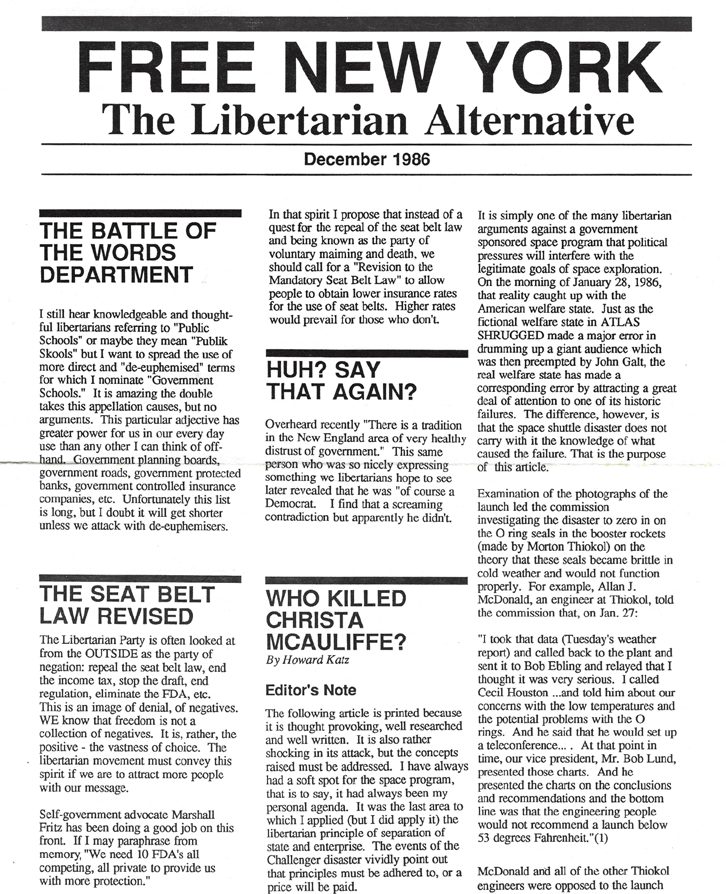 FREE NEW YORK
The Libertarian Alternative
December 1986
THE BATTLE OF
THE WORDS
DEPARTMENT
I still hear knowledgeable and thought-
ful libertarians referring to "Public
Schools" or maybe they mean "Publik
Skools" but I want to spread the use of
more direct and "de-euphemised" terms
for which I nominate "Government
Schools." It is amazing the double
takes this appellation causes, but no
arguments. This particular adjective has
greater power for us in our every day
use than any other I can think of off-
hand. Government planning boards,
government roads, government protected
banks, government controlled insurance
companies, etc. Unfortunately this list
is long, but I doubt it will get shorter
unless we attack with de-euphemisers.
THE SEAT BELT
LAW REVISED
The Libertarian Party is often looked at
from the OUTSIDE as the party of
negation: repeal the seat belt law, end
the income tax, stop the draft, end
regulation, eliminate the FDA, etc.
This is an image of denial, of negatives.
WE know that freedom is not a
collection of negatives. It is, rather, the
positive - the vastness of choice. The
libertarian movement must convey this
spirit if we are to attract more people
with our message.
Self-government advocate Marshall
Fritz has been doing a good job on this
front. If I may paraphrase from
memory, "We need 10 FDA's all
competing, all private to provide us
with more protection."
In that spirit I propose that instead of a
quest for the repeal of the seat belt law
and being known as the party of
voluntary maiming and death, we
should call for a "Revision to the
Mandatory Seat Belt Law" to allow
people to obtain lower insurance rates
for the use of seat belts. Higher rates
would prevail for those who don't.
HUH? SAY
THAT AGAIN?
Overheard recently "There is a tradition
in the New England area of very healthy
distrust of government." This same
person who was so nicely expressing
something we libertarians hope to see
later revealed that he was "of course a
Democrat. I find that a screaming
contradiction but apparently he didn't.
WHO KILLED
CHRISTA
MCAULIFFE?
By Howard Katz
Editor's Note
The following article is printed because
it is thought provoking, well researched
and well written. It is also rather
shocking in its attack, but the concepts
raised must be addressed. I have always
had a soft spot for the space program,
that is to say, it had always been my
personal agenda. It was the last area to
which I applied (but I did apply it) the
libertarian principle of separation of
state and enterprise. The events of the
Challenger disaster vividly point out
that principles must be adhered to, or a
price will be paid.
It is simply one of the many libertarian
arguments against a government
sponsored space program that political
pressures will interfere with the
legitimate goals of space exploration.
On the morning of January 28, 1986,
that reality caught up with the
American welfare state. Just as the
fictional welfare state in ATLAS
SHRUGGED made a major error in
drumming up a giant audience which
was then preempted by John Galt, the
real welfare state has made a
corresponding error by attracting a great
deal of attention to one of its historic
failures. The difference, however, is
that the space shuttle disaster does not
carry with it the knowledge of what
caused the failure. That is the purpose
of this article.
Examination of the photographs of the
launch led the commission
investigating the disaster to zero in on
the O ring seals in the booster rockets
(made by Morton Thiokol) on the
theory that these seals became brittle in
cold weather and would not function
properly. For example, Allan J.
McDonald, an engineer at Thiokol, told
the commission that, on Jan. 27:
"I took that data (Tuesday's weather
report) and called back to the plant and
sent it to Bob Ebling and relayed that I
thought it was very serious. I called
Cecil Houston ...and told him about our
concerns with the low temperatures and
the potential problems with the O
rings. And he said that he would set up
a teleconference... . At that point in
time, our vice president, Mr. Bob Lund,
presented those charts. And he
presented the charts on the conclusions
and recommendations and the bottom
line was that the engineering people
would not recommend a launch below
53 degrees Fahrenheit."(1)
McDonald and all of the other Thiokol
engineers were opposed to the launch